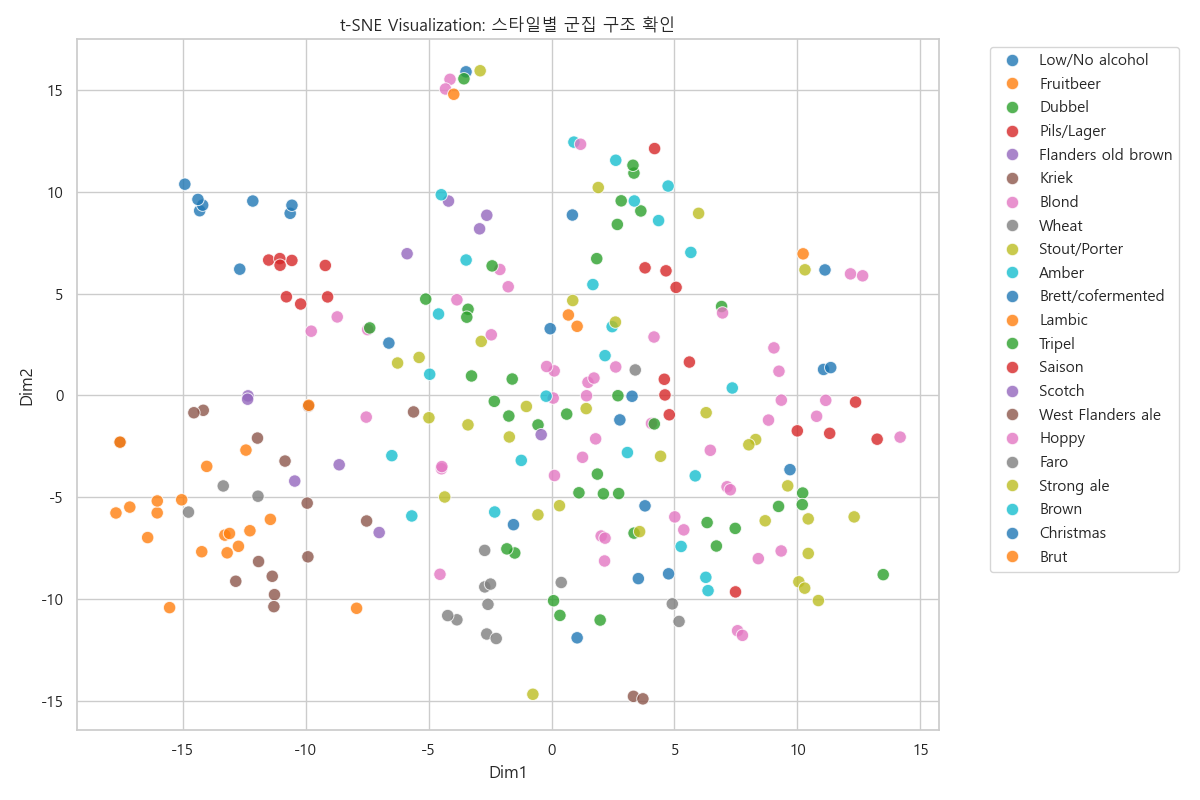 t-SNE Visualization: 스타일별 군집 구조 확인
Low/No alcohol
Fruitbeer
Dubbel
Pils/Lager
Flanders old brown
Kriek
Blond
Wheat
Stout/Porter
Amber
Brett/cofermented
Lambic
Tripel
Saison
Scotch
West Flanders ale
Hoppy
Faro
Strong ale
Brown
Christmas
Brut
Dim2
15
10
5
0
-5
-10
-15
-15 -10 -5 0 5 10 15
Dim1